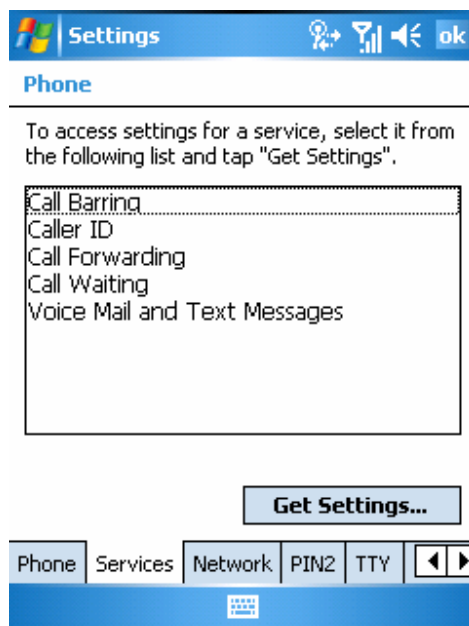 Settings ok
Phone
To access settings for a service, select it from
the following list and tap "Get Settings".
Call Barring
Caller ID
Call Forwarding
Call Waiting
Voice Mail and Text Messages
Get Settings...
Phone Services Network PIN2 TTY